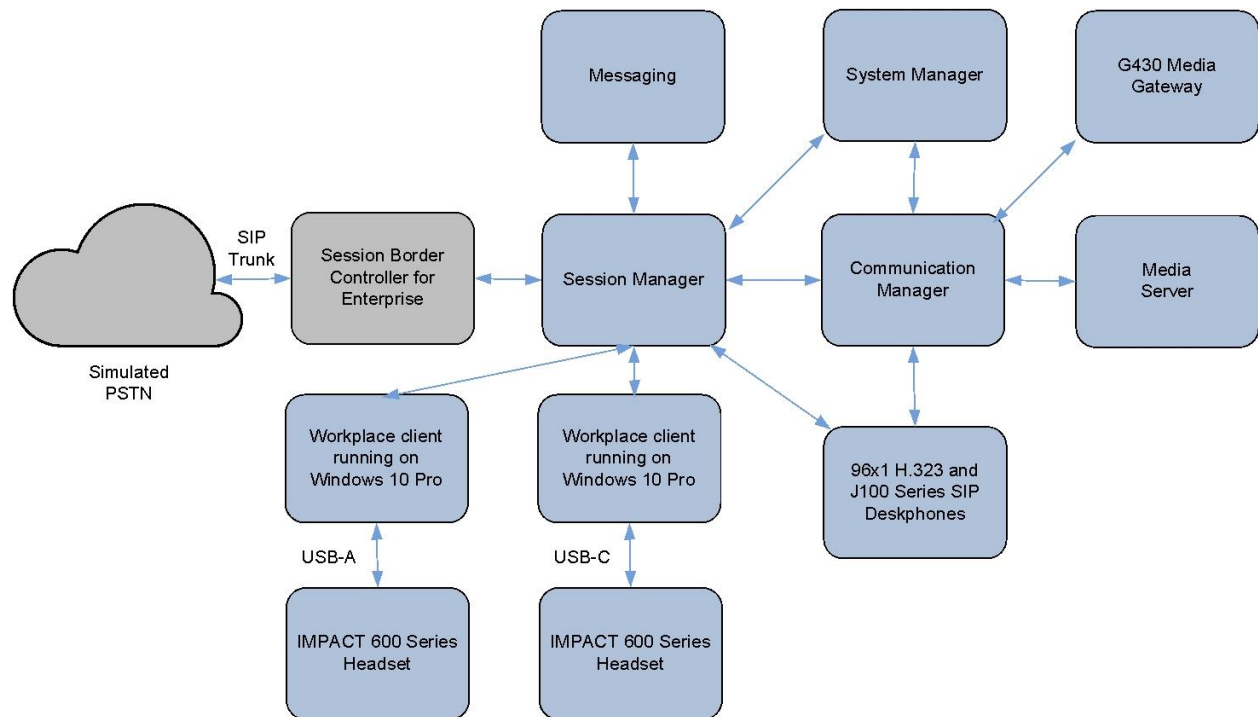 Messaging
System Manager
G430 Media
Gateway
SIP
Trunk
Session Border
Controller for
Enterprise
Session Manager
Communication
Manager
Media
Server
Simulated
PSTN
Workplace client
running on
Windows 10 Pro
Workplace client
running on
Windows 10 Pro
96x1 H.323 and
J100 Series SIP
Deskphones
USB-A
USB-C
IMPACT 600 Series
Headset
IMPACT 600 Series
Headset